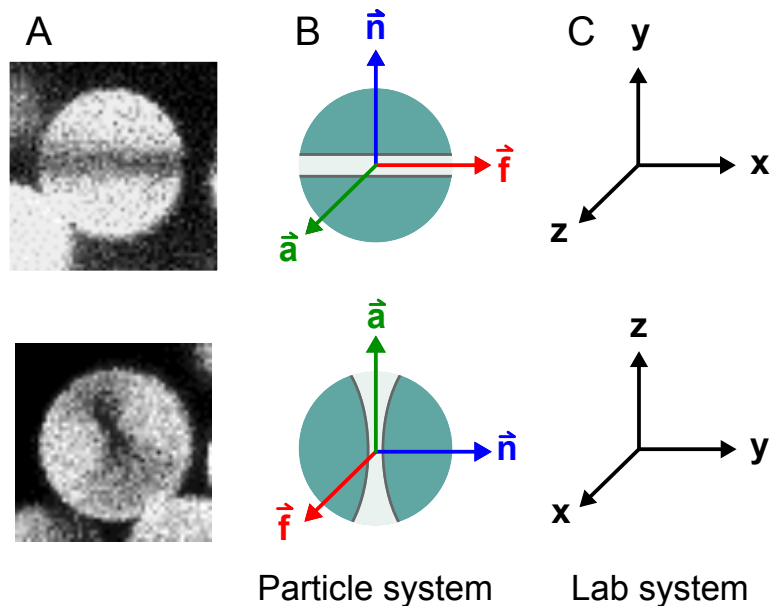 A
B
C
n⃗
f⃗
a⃗
y
x
z
a⃗
n⃗
f⃗
z
y
x
Particle system
Lab system